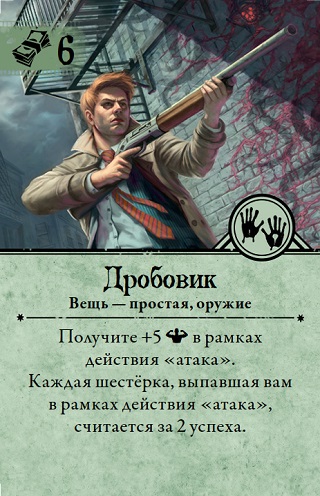 6
Дробовик
Вещь — простая, оружие
Получите +5 в рамках
действия «атака».
Каждая шестёрка, выпавшая вам
в рамках действия «атака»,
считается за 2 успеха.